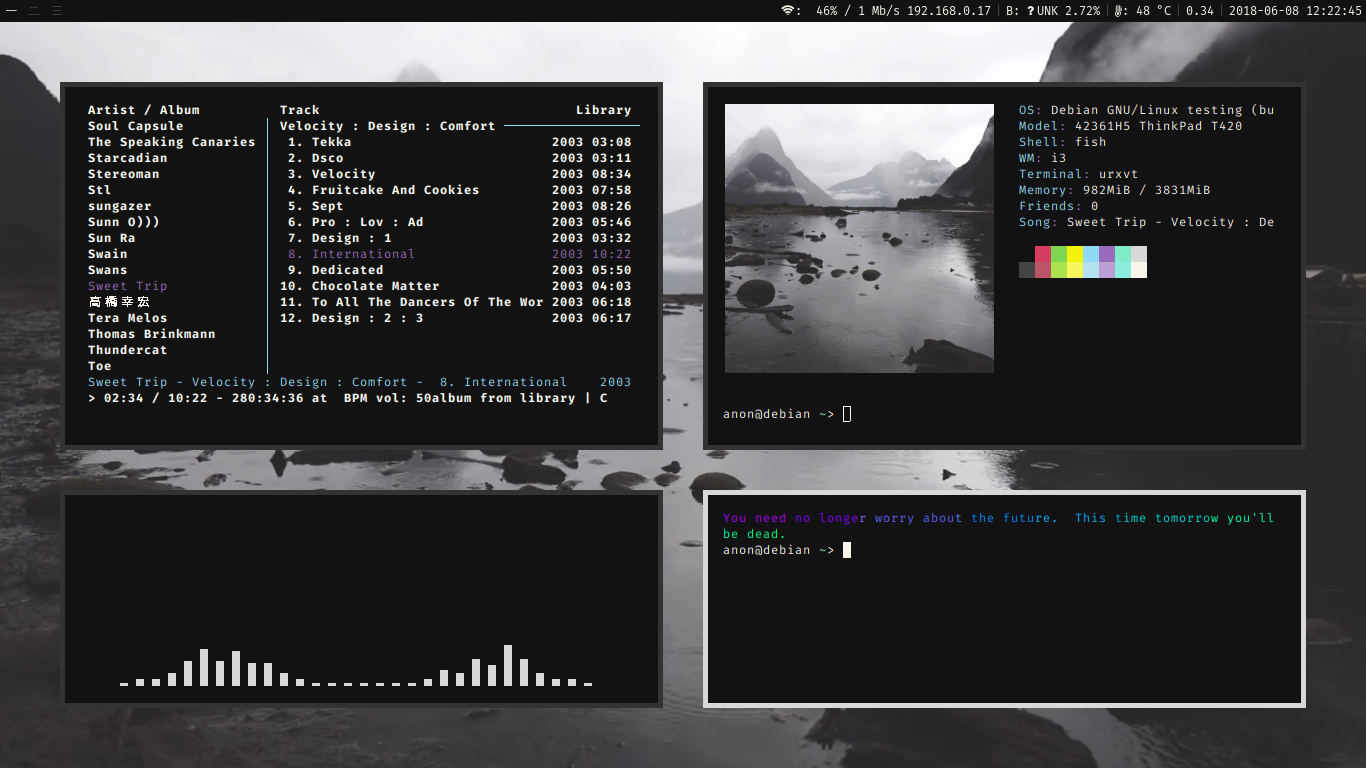 一 二 三 : 46% / 1 Mb/s 192.168.0.17 | B: ? UNK 2.72% | : 48 °C | 0.34 | 2018-06-08 12:22:45
Artist / Album
Soul Capsule
The Speaking Canaries
Starcadian
Stereoman
Stl
sungazer
Sunn O)))
Sun Ra
Swain
Swans
Sweet Trip
高橋幸宏
Tera Melos
Thomas Brinkmann
Thundercat
Toe
Track Library
Velocity : Design : Comfort
1. Tekka 2003 03:08
2. Dsco 2003 03:11
3. Velocity 2003 08:34
4. Fruitcake And Cookies 2003 07:58
5. Sept 2003 08:26
6. Pro : Lov : Ad 2003 05:46
7. Design : 1 2003 03:32
8. International 2003 10:22
9. Dedicated 2003 05:50
10. Chocolate Matter 2003 04:03
11. To All The Dancers Of The Wor 2003 06:18
12. Design : 2 : 3 2003 06:17
Sweet Trip - Velocity : Design : Comfort - 8. International 2003
> 02:34 / 10:22 - 280:34:36 at BPM vol: 50album from library | C
OS: Debian GNU/Linux testing (bu
Model: 42361H5 ThinkPad T420
Shell: fish
WM: i3
Terminal: urxvt
Memory: 982MiB / 3831MiB
Friends: 0
Song: Sweet Trip - Velocity : De
anon@debian ~>
You need no longer worry about the future. This time tomorrow you'll
be dead.
anon@debian ~>